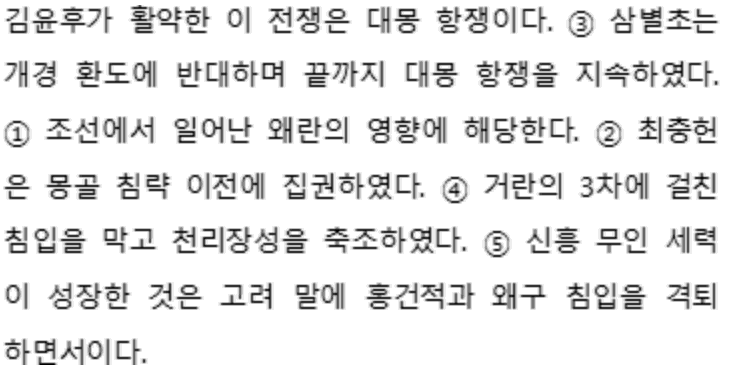 김윤후가 활약한 이 전쟁은 대몽 항쟁이다. ③ 삼별초는
개경 환도에 반대하며 끝까지 대몽 항쟁을 지속하였다.
① 조선에서 일어난 왜란의 영향에 해당한다. ② 최충헌
은 몽골 침략 이전에 집권하였다. ④ 거란의 3차에 걸친
침입을 막고 천리장성을 축조하였다. ⑤ 신흥 무인 세력
이 성장한 것은 고려 말에 홍건적과 왜구 침입을 격퇴
하면서이다.